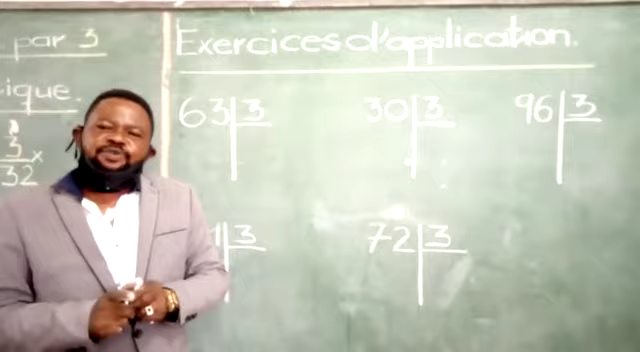 par 3
ique.
3 x
32
Exercices d'application.
63 3 30 3 96 3
1 3 72 3